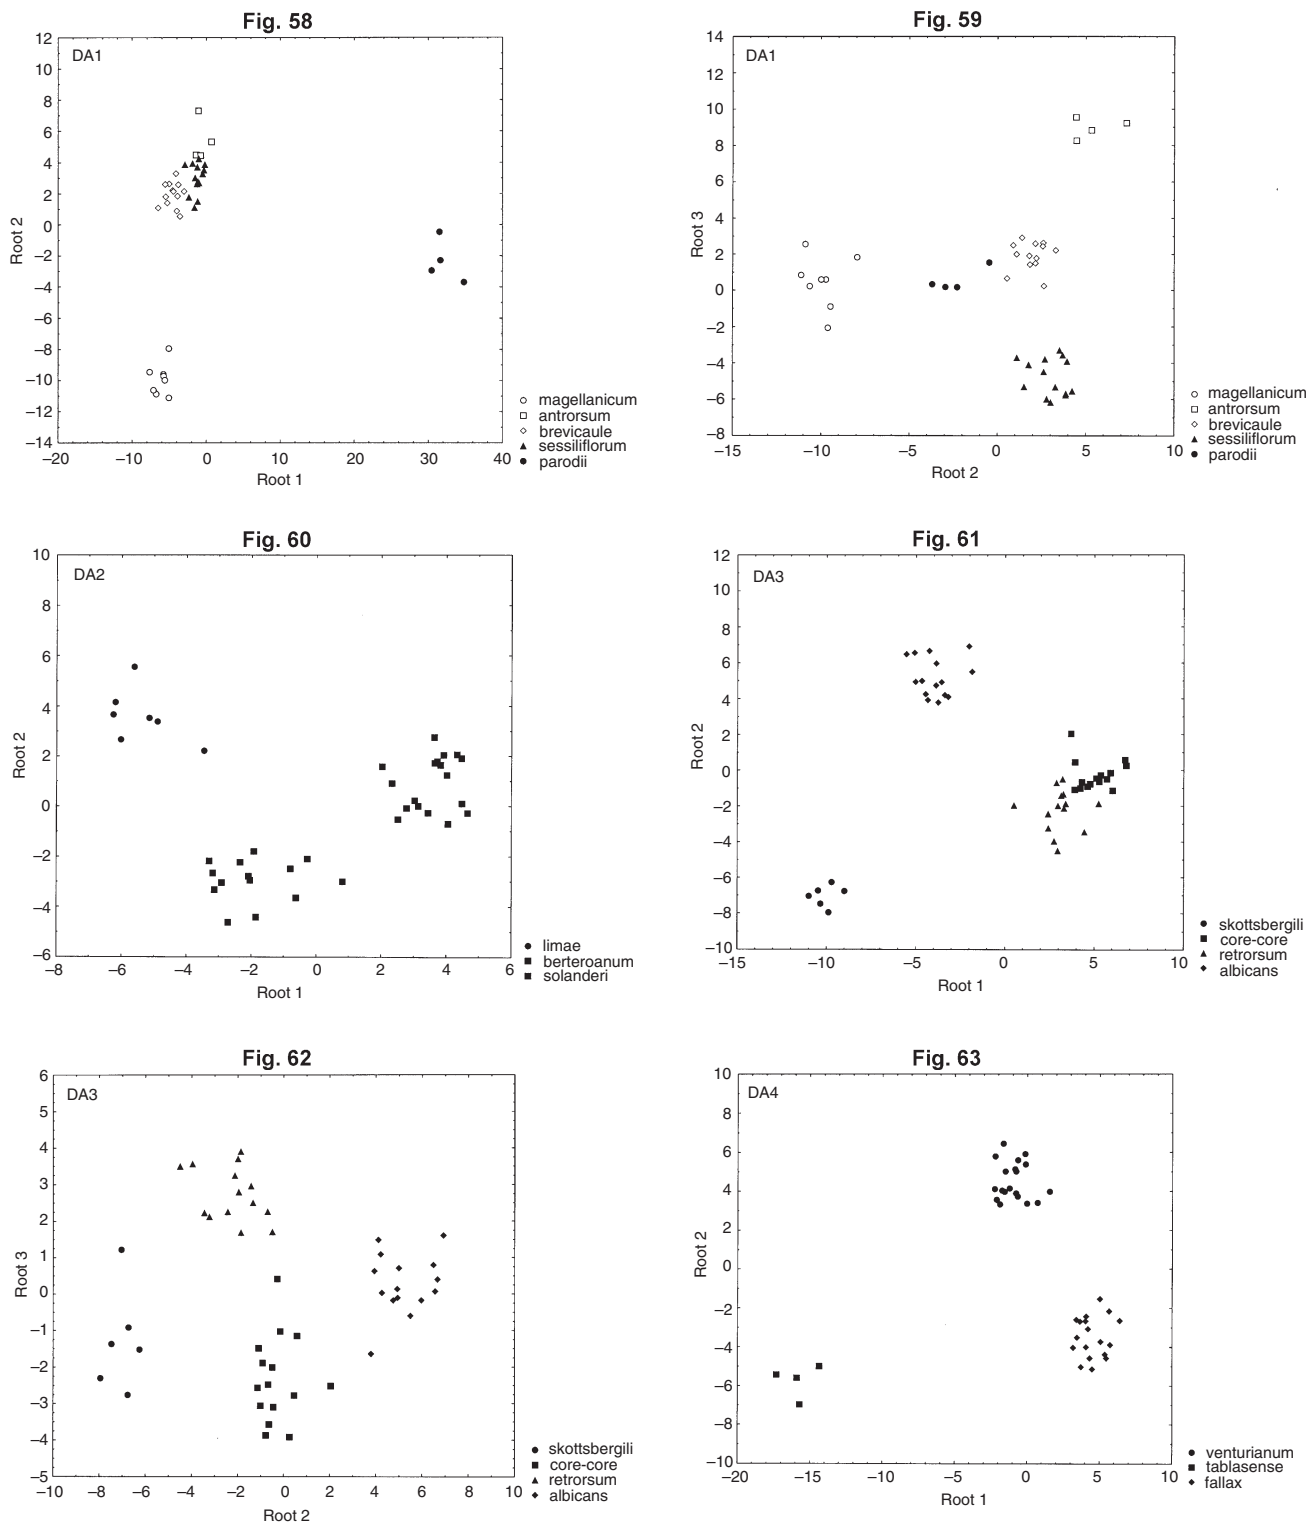 Fig. 58
DA1
12
10
8
6
4
2
0
–2
–4
–6
–8
–10
–12
–14
Root 2
–20 –10 0 10 20 30 40
Root 1
magellanicum
antrorsum
brevicaule
sessiliflorum
parodii
Fig. 59
DA1
14
12
10
8
6
4
2
0
–2
–4
–6
–8
Root 3
–15 –10 –5 0 5 10
Root 2
magellanicum
antrorsum
brevicaule
sessiliflorum
parodii
Fig. 60
DA2
10
8
6
4
2
0
–2
–4
–6
Root 2
–8 –6 –4 –2 0 2 4 6
Root 1
limae
berteroanum
solanderi
Fig. 61
DA3
12
10
8
6
4
2
0
–2
–4
–6
–8
–10
Root 2
–15 –10 –5 0 5 10
Root 1
skottsbergili
core-core
retrorsum
albicans
Fig. 62
DA3
6
5
4
3
2
1
0
–1
–2
–3
–4
–5
Root 3
–10 –8 –6 –4 –2 0 2 4 6 8 10
Root 2
skottsbergili
core-core
retrorsum
albicans
Fig. 63
DA4
10
8
6
4
2
0
–2
–4
–6
–8
–10
Root 2
–20 –15 –10 –5 0 5 10
Root 1
venturianum
tablasense
fallax